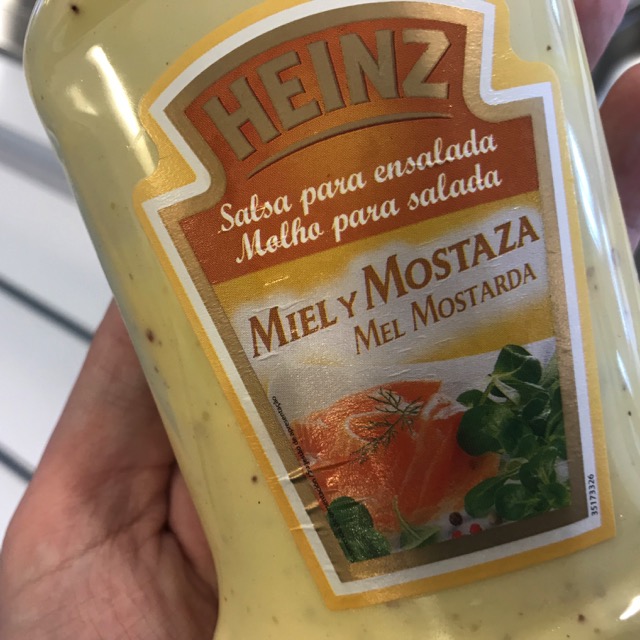 HEINZ
Salsa para ensalada
Molho para salada
MIEL Y MOSTAZA
MEL MOSTARDA
35173326